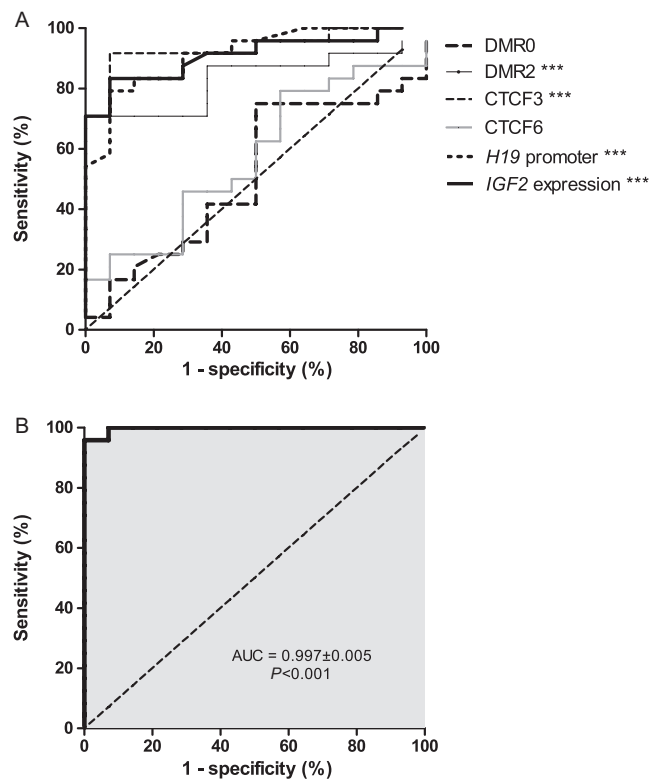 A
100
80
60
40
20
0
Sensitivity (%)
0 20 40 60 80 100
1 - specificity (%)
DMR0
DMR2 ***
CTCF3 ***
CTCF6
H19 promoter ***
IGF2 expression ***
B
100
80
60
40
20
0
Sensitivity (%)
AUC = 0.997±0.005
P<0.001
0 20 40 60 80 100
1 - specificity (%)